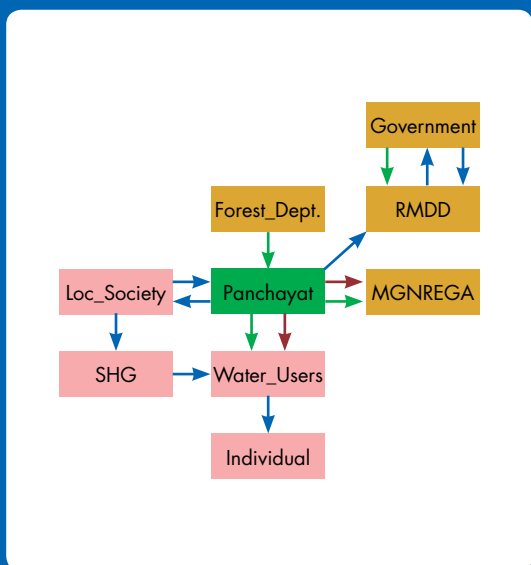 Government
Forest_Dept.
RMDD
Loc_Society
Panchayat
MGNREGA
SHG
Water_Users
Individual